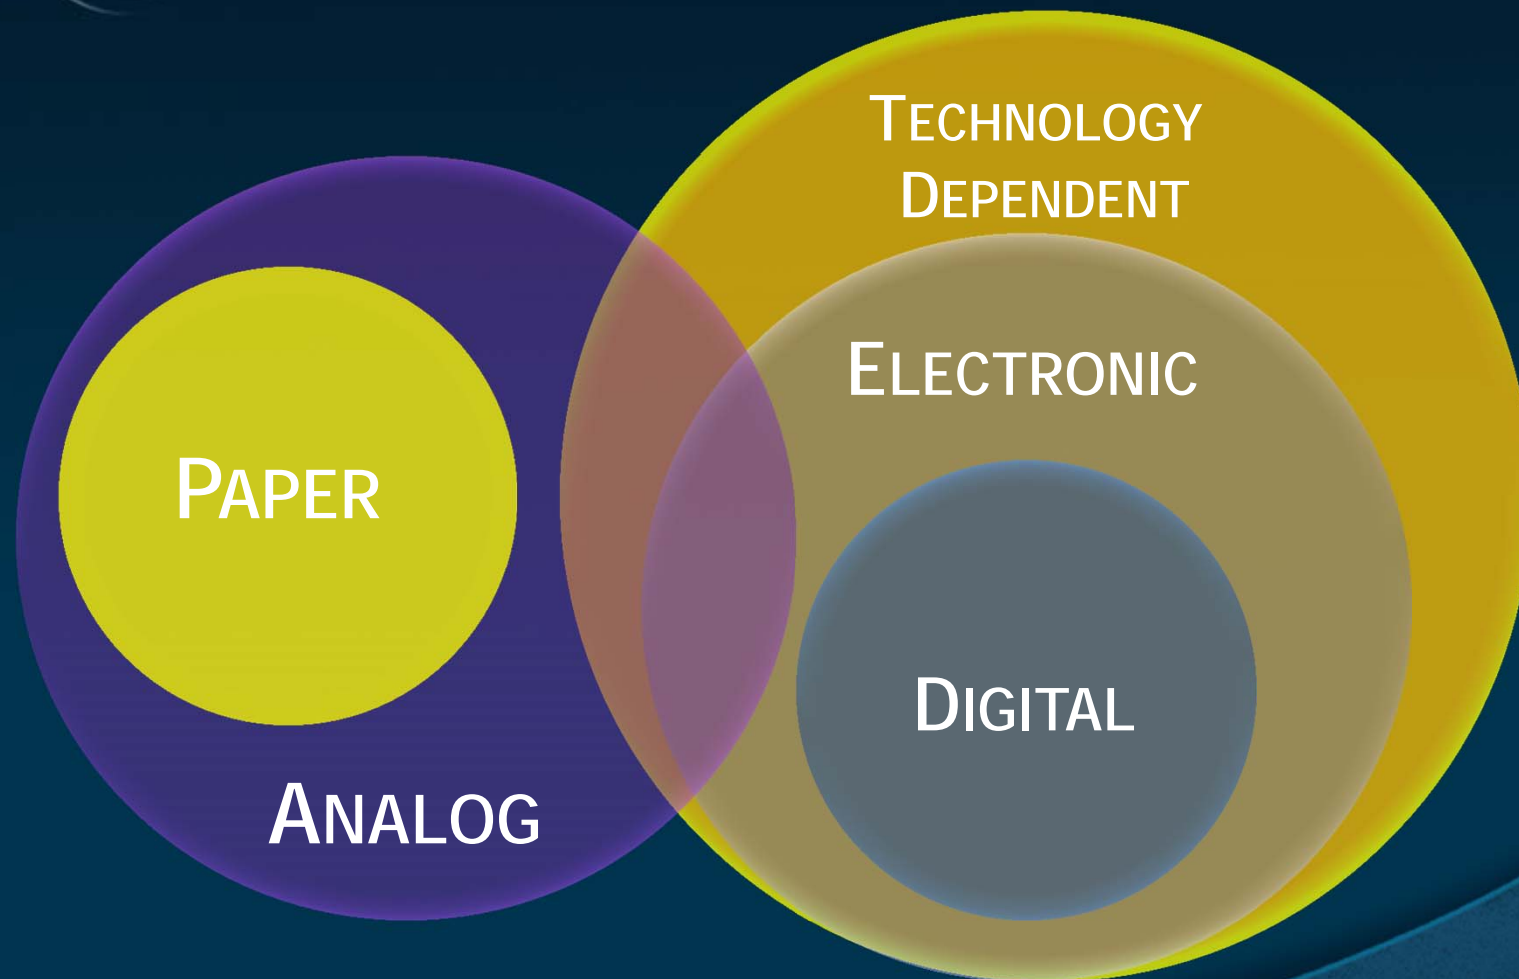 TECHNOLOGY
DEPENDENT
ELECTRONIC
PAPER
DIGITAL
ANALOG